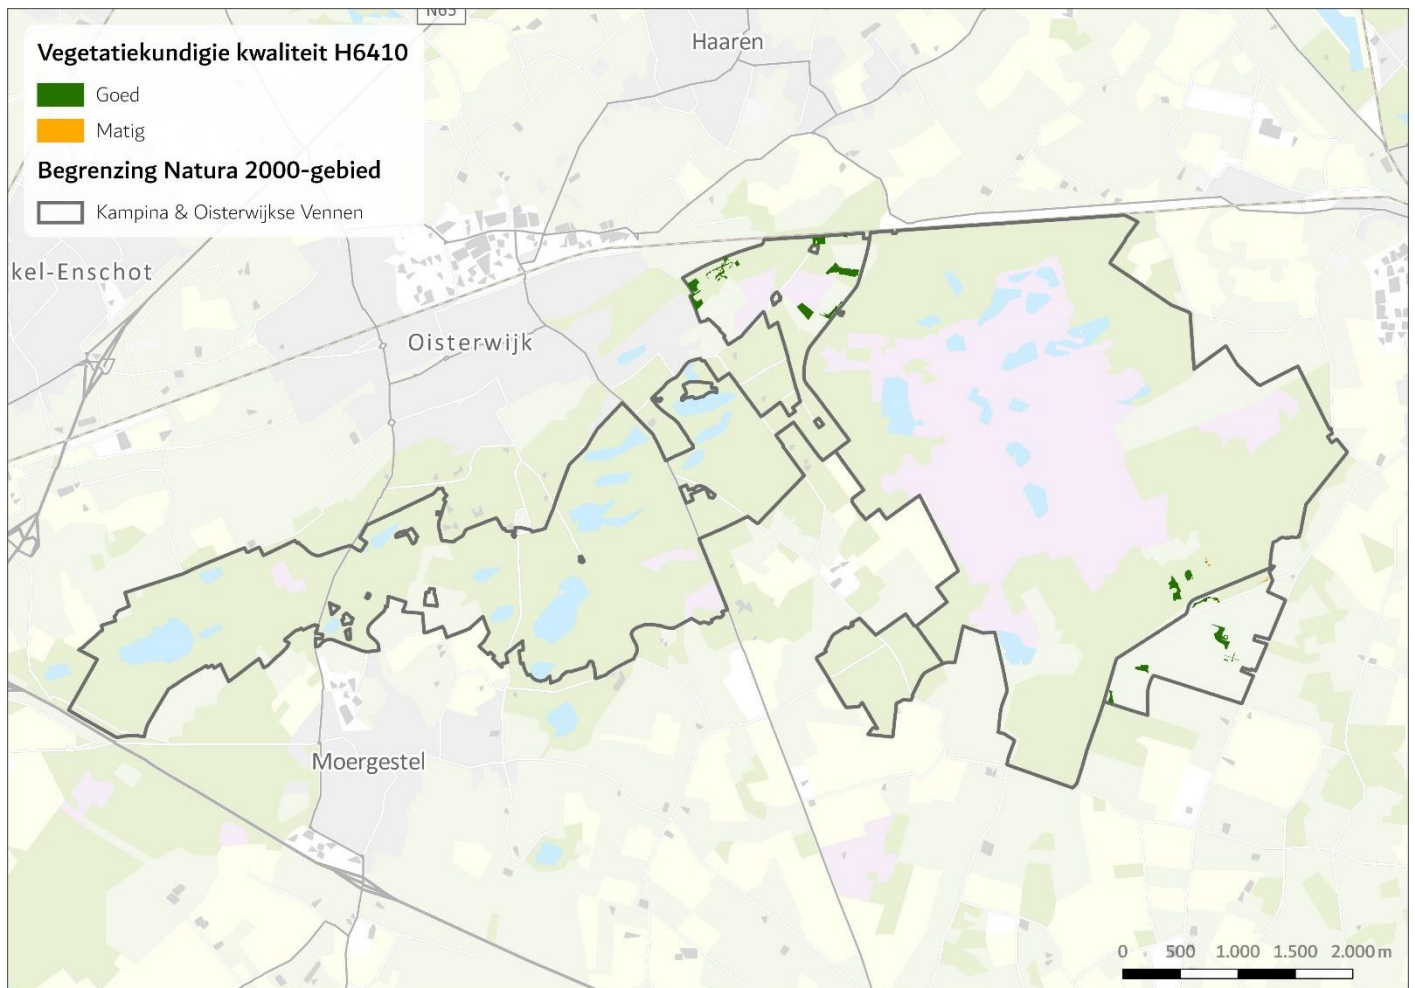 N65
Vegetatiekundigie kwaliteit H6410
Goed
Matig
Begrenzing Natura 2000-gebied
Kampina & Oisterwijkse Vennen
Haaren
kel-Enschot
Oisterwijk
Moergestel
0 500 1.000 1.500 2.000 m